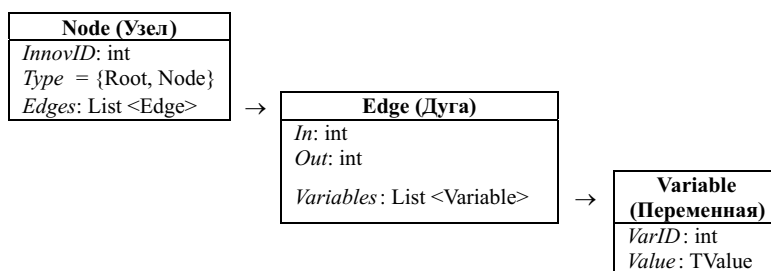 Node (Узел)
InnovID: int
Type = {Root, Node}
Edges: List <Edge>
→
Edge (Дуга)
In: int
Out: int
Variables: List <Variable>
→
Variable
(Переменная)
VarID: int
Value: TValue